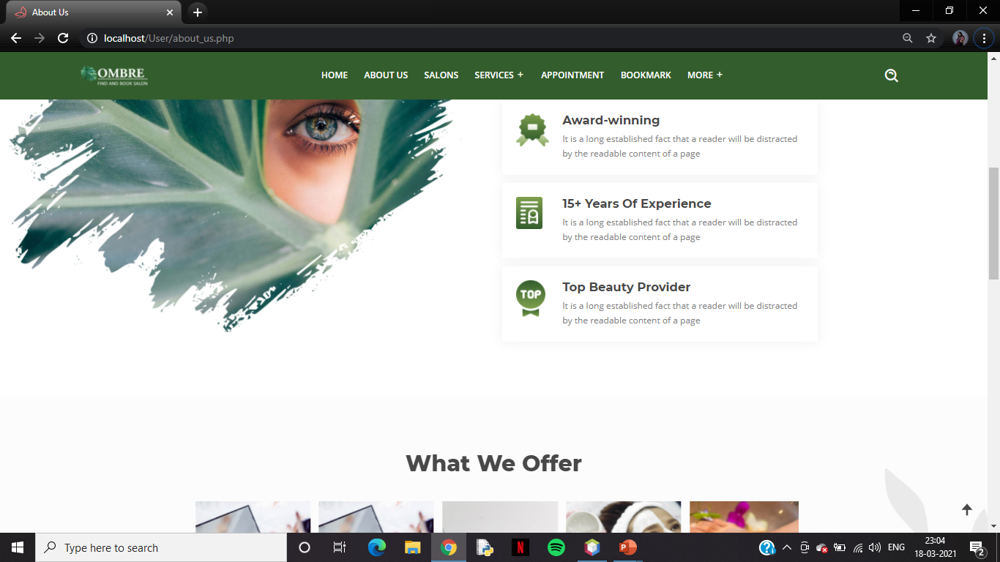 About Us
localhost/User/about_us.php
OMBRE
FIND AND BOOK SALON
HOME ABOUT US SALONS SERVICES + APPOINTMENT BOOKMARK MORE +
Award-winning
It is a long established fact that a reader will be distracted
by the readable content of a page
15+ Years Of Experience
It is a long established fact that a reader will be distracted
by the readable content of a page
TOP
Top Beauty Provider
It is a long established fact that a reader will be distracted
by the readable content of a page
What We Offer
Type here to search
N
P
?
ENG
23:04
18-03-2021
2